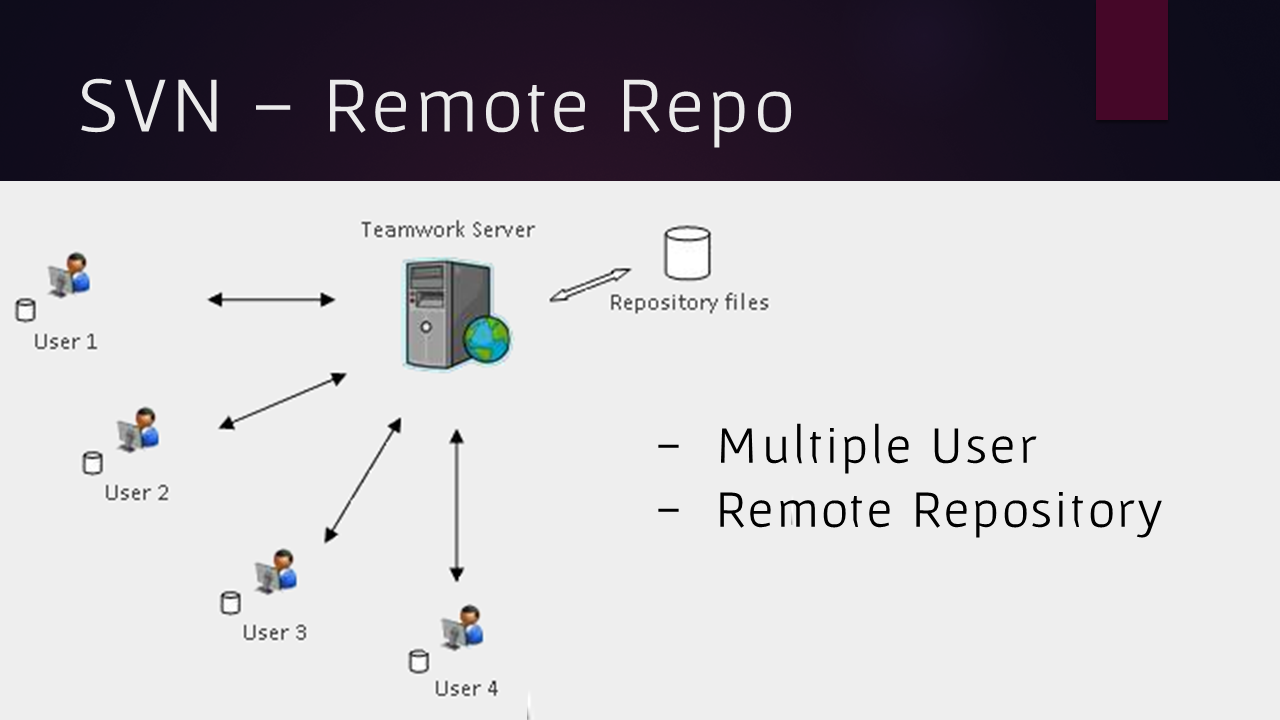 SVN – Remote Repo
Teamwork Server
Repository files
User 1
User 2
User 3
User 4
– Multiple User
– Remote Repository